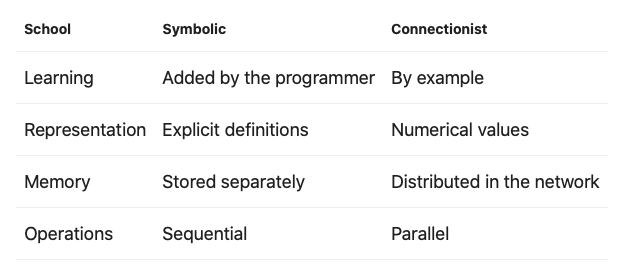 School Symbolic Connectionist
Learning Added by the programmer By example
Representation Explicit definitions Numerical values
Memory Stored separately Distributed in the network
Operations Sequential Parallel